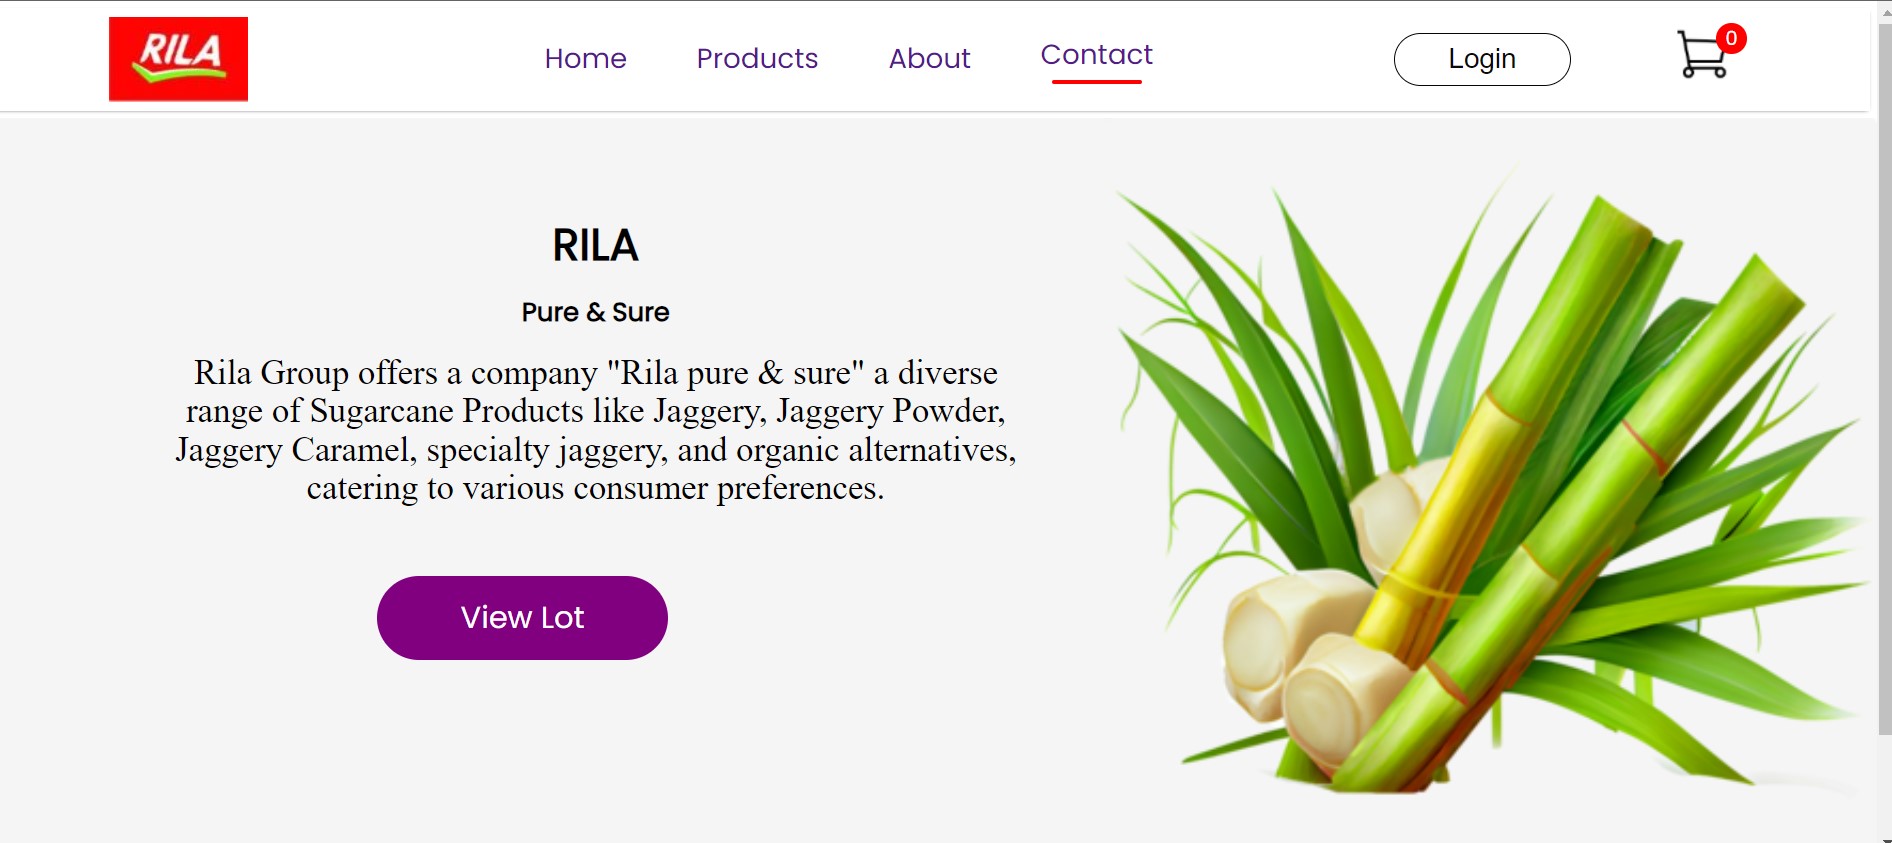 RILA
Home
Products
About
Contact
Login
0
RILA
Pure & Sure
Rila Group offers a company "Rila pure & sure" a diverse
range of Sugarcane Products like Jaggery, Jaggery Powder,
Jaggery Caramel, specialty jaggery, and organic alternatives,
catering to various consumer preferences.
View Lot